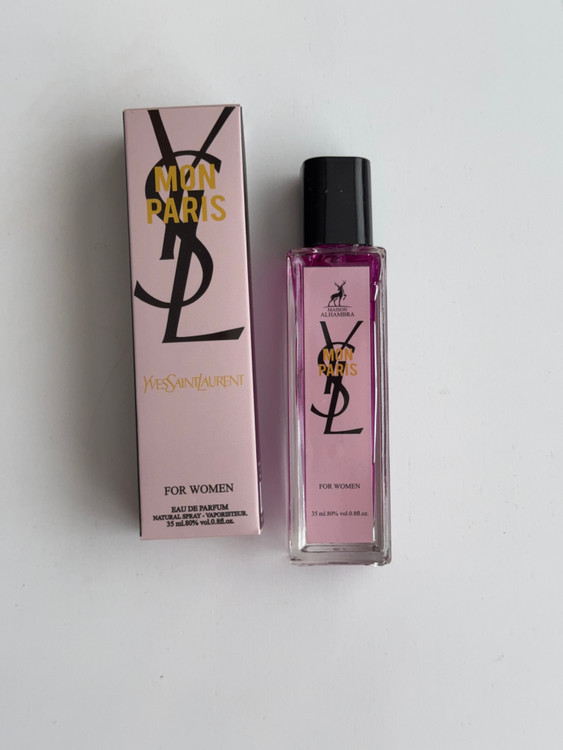 YSL
MON
PARIS
YVESSAINTLAURENT
FOR WOMEN
EAU DE PARFUM
NATURAL SPRAY - VAPORISTEUR.
35 ml.80% vol.0.8fl.oz.
MAISON
ALHAMBRA
YSL
MON
PARIS
FOR WOMEN
35 ml.80% vol.0.8fl.oz.